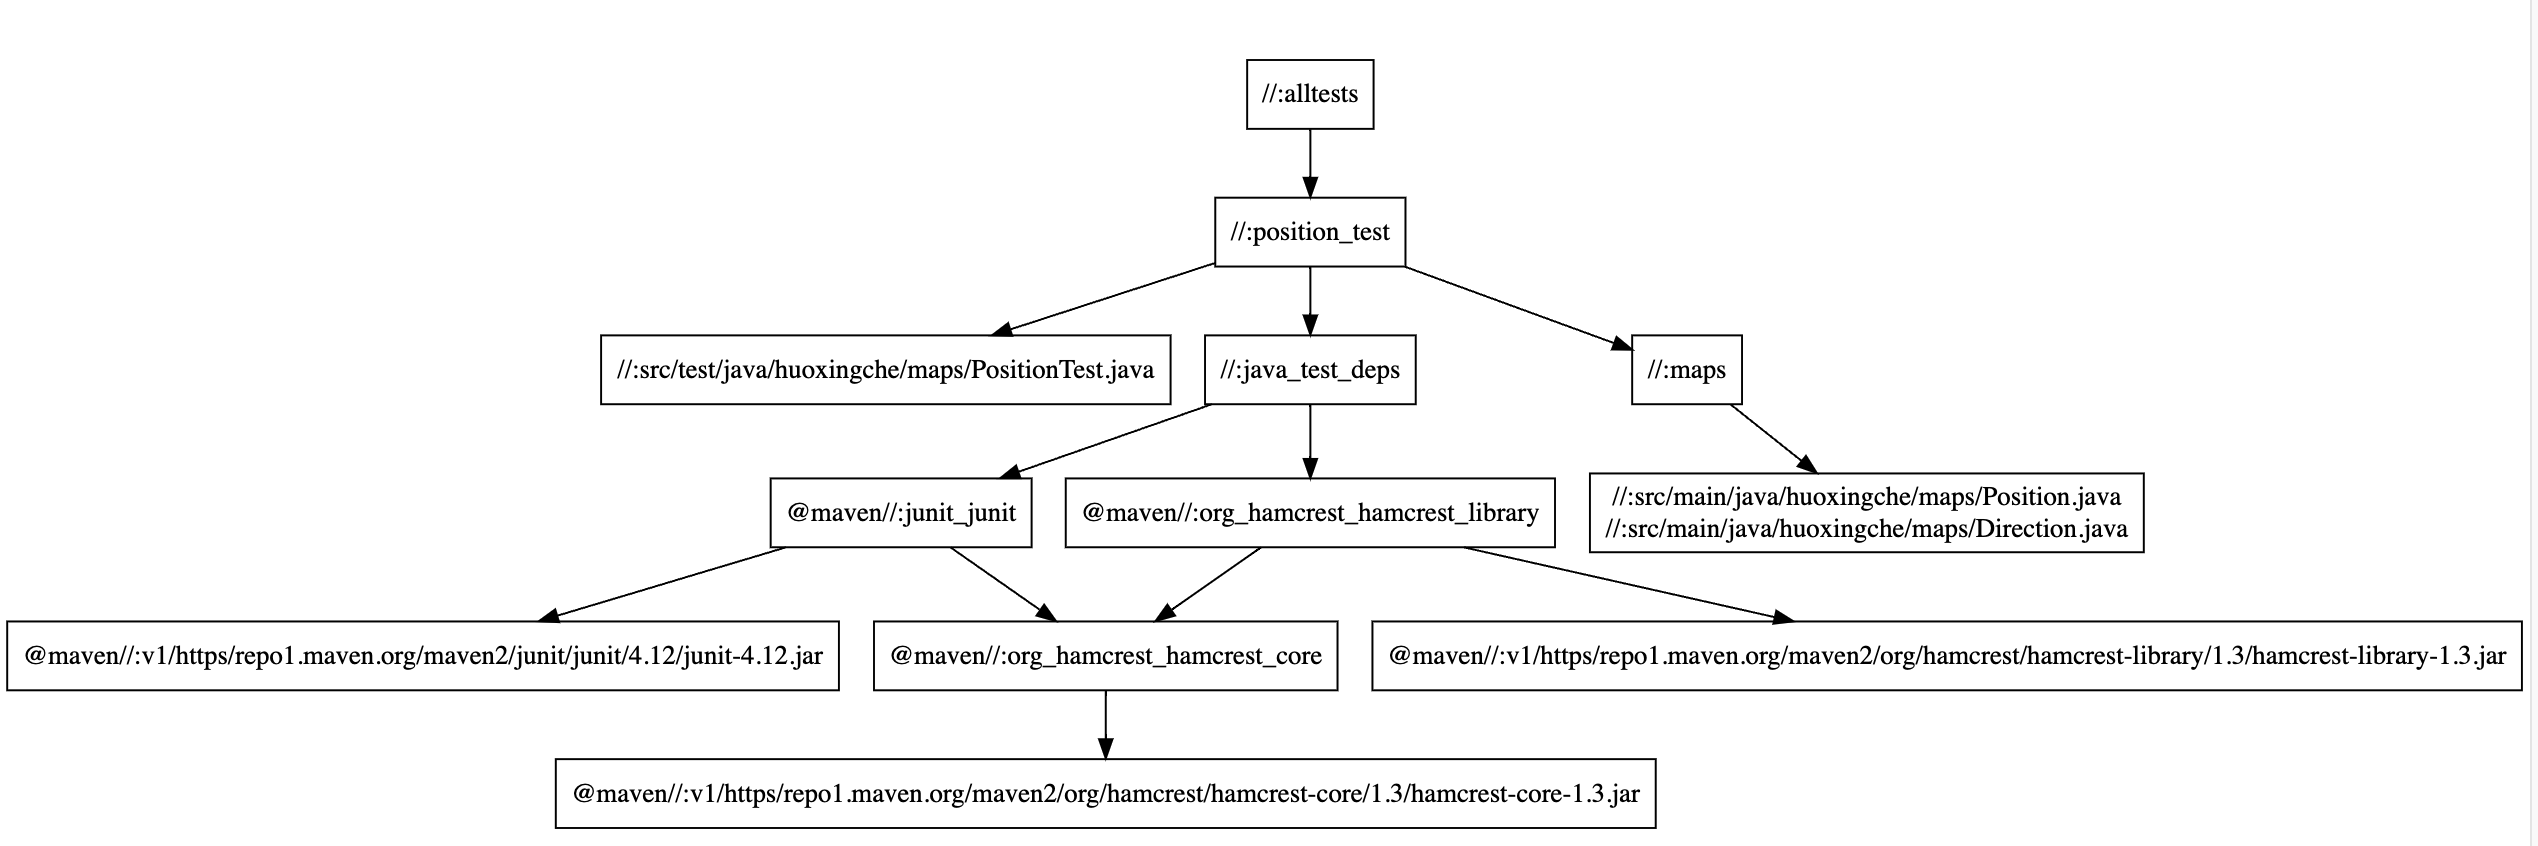 //:alltests
//:position_test
//:src/test/java/huoxingche/maps/PositionTest.java
//:java_test_deps
//:maps
@maven//:junit_junit
@maven//:org_hamcrest_hamcrest_library
//:src/main/java/huoxingche/maps/Position.java
//:src/main/java/huoxingche/maps/Direction.java
@maven//:v1/https/repo1.maven.org/maven2/junit/junit/4.12/junit-4.12.jar
@maven//:org_hamcrest_hamcrest_core
@maven//:v1/https/repo1.maven.org/maven2/org/hamcrest/hamcrest-library/1.3/hamcrest-library-1.3.jar
@maven//:v1/https/repo1.maven.org/maven2/org/hamcrest/hamcrest-core/1.3/hamcrest-core-1.3.jar